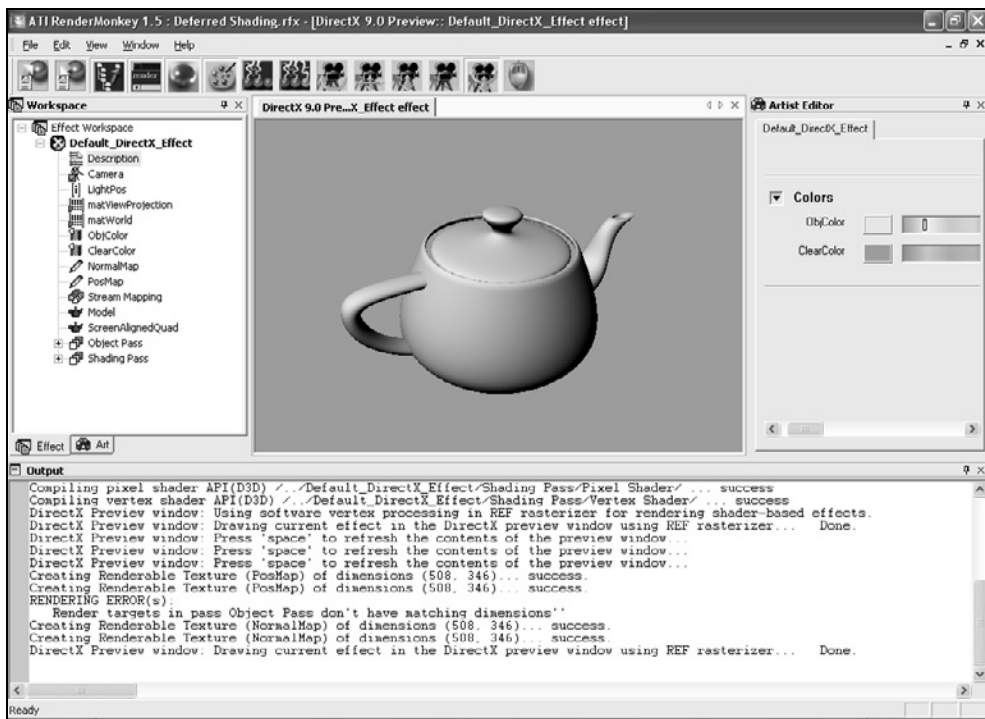 ATI RenderMonkey 1.5 : Deferred Shading.rfx - [DirectX 9.0 Preview:: Default_DirectX_Effect effect]
File Edit View Window Help
render
Workspace
Effect Workspace
Default_DirectX_Effect
Description
Camera
LightPos
matViewProjection
matWorld
ObjColor
ClearColor
NormalMap
PosMap
Stream Mapping
Model
ScreenAlignedQuad
Object Pass
Shading Pass
Effect Art
DirectX 9.0 Pre...X_Effect effect
Artist Editor
Default_DirectX_Effect
Colors
ObjColor
ClearColor
Output
Compiling pixel shader API(D3D) /../Default_DirectX_Effect/Shading Pass/Pixel Shader/ ... success
Compiling vertex shader API(D3D) /../Default_DirectX_Effect/Shading Pass/Vertex Shader/ ... success
DirectX Preview window: Using software vertex processing in REF rasterizer for rendering shader-based effects.
DirectX Preview window: Drawing current effect in the DirectX preview window using REF rasterizer... Done.
DirectX Preview window: Press 'space' to refresh the contents of the preview window...
DirectX Preview window: Press 'space' to refresh the contents of the preview window...
DirectX Preview window: Press 'space' to refresh the contents of the preview window...
Creating Renderable Texture (PosMap) of dimensions (508, 346)... success.
Creating Renderable Texture (PosMap) of dimensions (508, 346)... success.
RENDERING ERROR(s):
Render targets in pass Object Pass don't have matching dimensions''
Creating Renderable Texture (NormalMap) of dimensions (508, 346)... success.
Creating Renderable Texture (NormalMap) of dimensions (508, 346)... success.
DirectX Preview window: Drawing current effect in the DirectX preview window using REF rasterizer... Done.
Ready